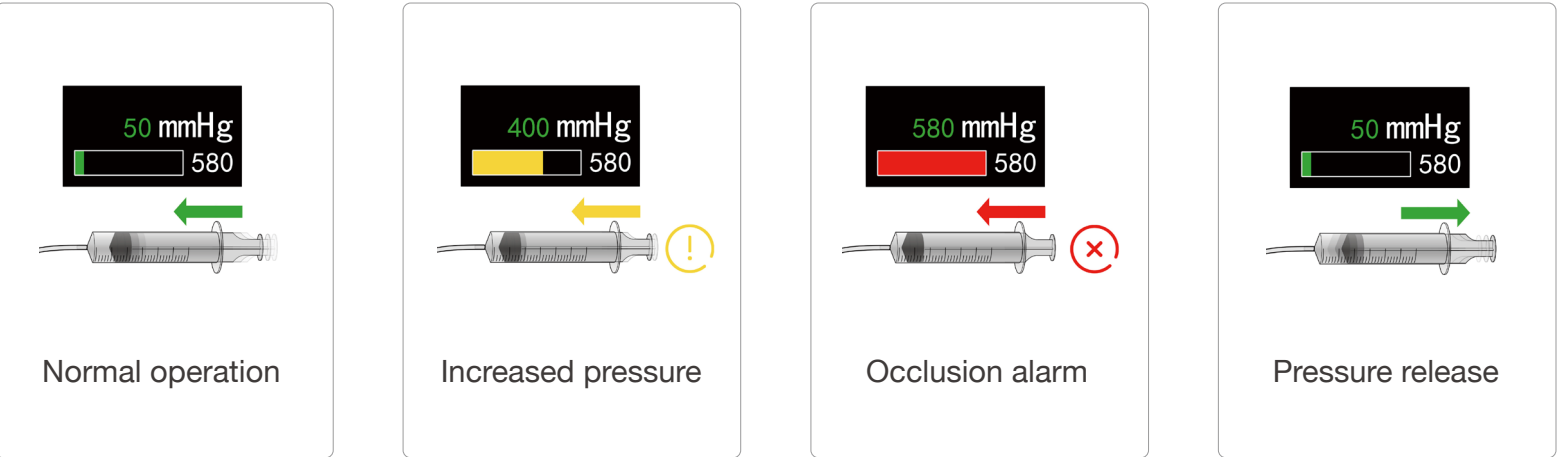 50 mmHg
580
Normal operation
400 mmHg
580
!
Increased pressure
580 mmHg
580
Occlusion alarm
50 mmHg
580
Pressure release